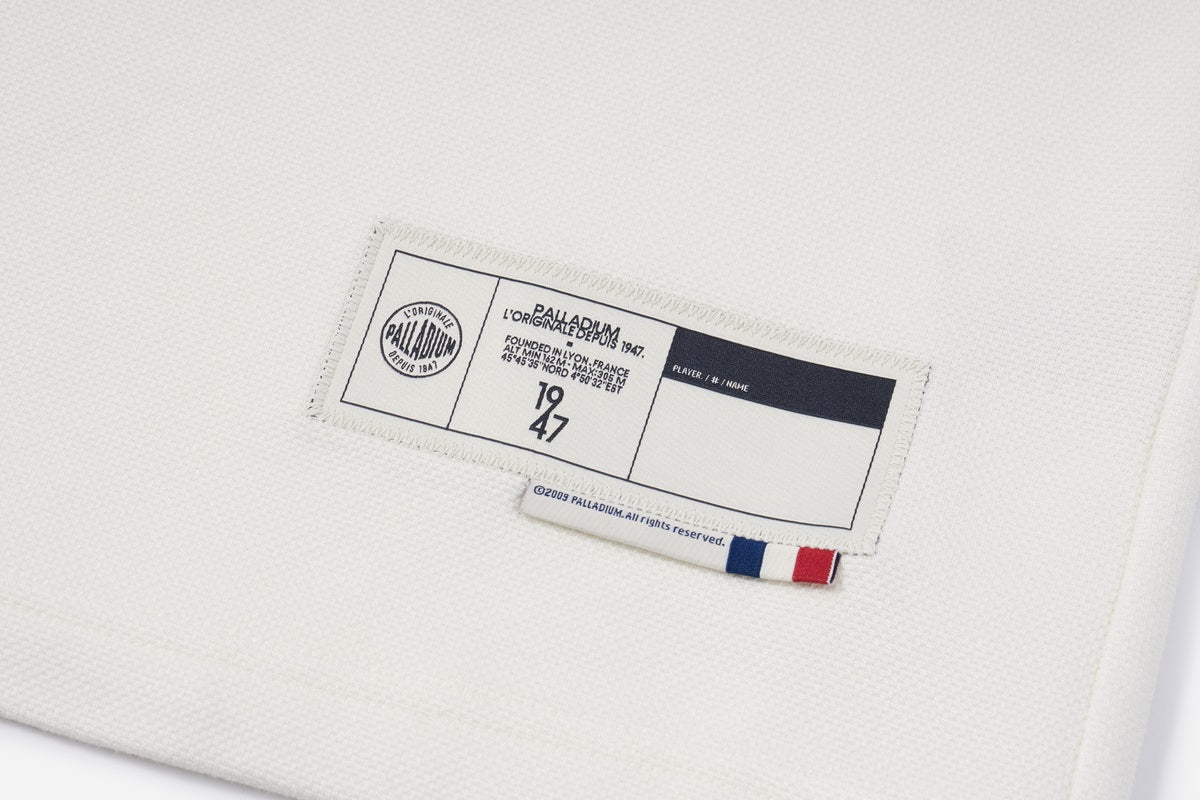 L'ORIGINALE
PALLADIUM
DEPUIS 1947
PALLADIUM
L'ORIGINALE DEPUIS 1947.
FOUNDED IN LYON, FRANCE
ALT MIN 162 M - MAX:305 M
45°45'35"NORD 4°50'32"EST
19
47
PLAYER. / # / NAME
©2009 PALLADIUM. All rights reserved.